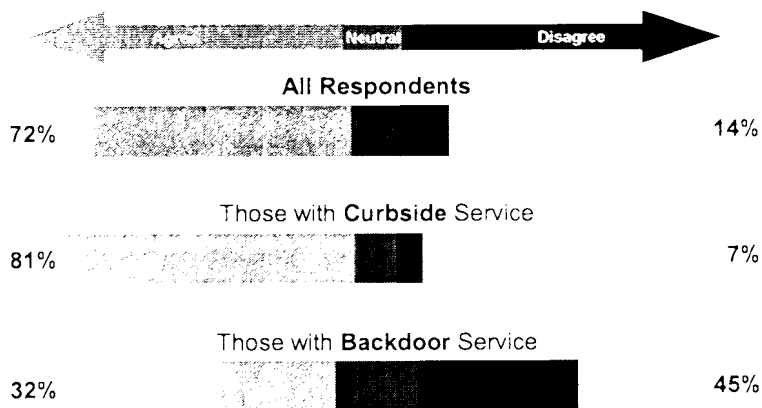 Agree Neutral Disagree
All Respondents
72% 14%
Those with Curbside Service
81% 7%
Those with Backdoor Service
32% 45%